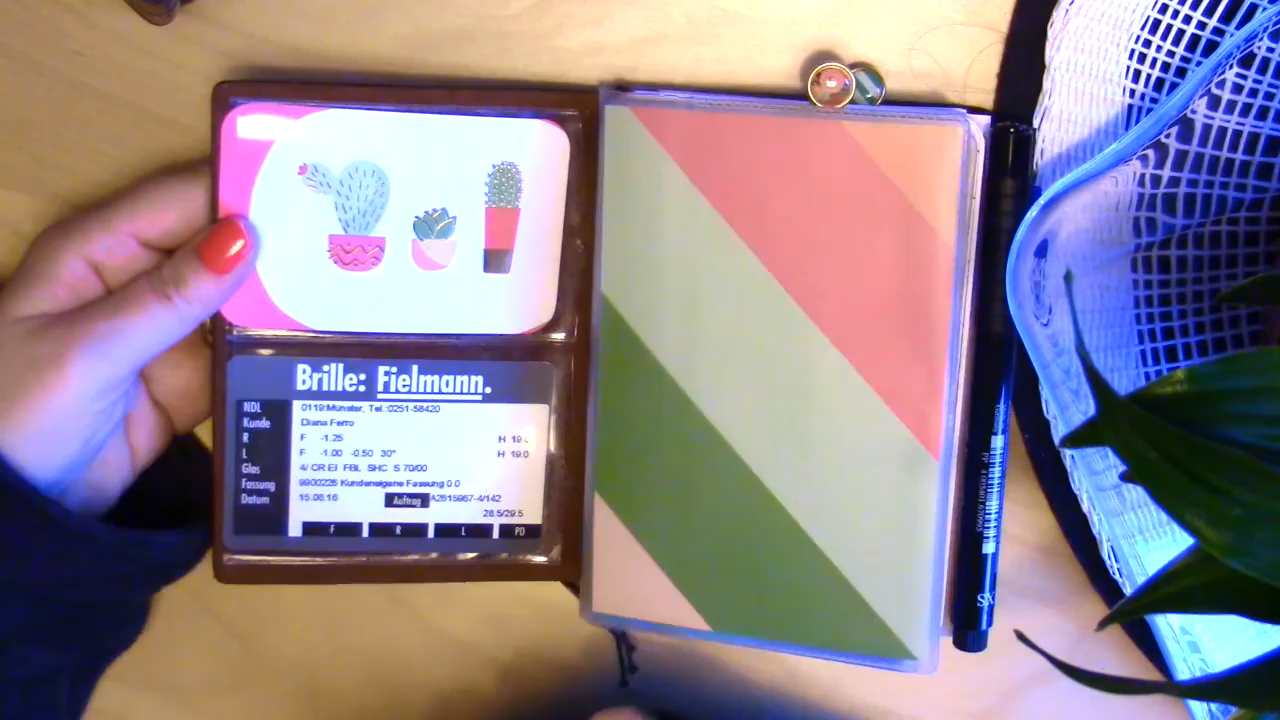 Brille: Fielmann.
NDL 0119:Münster, Tel.:0251-58420
Kunde Diana Ferro
R F -1.25 H 19.0
L F -1.00 -0.50 30° H 19.0
Glas 4/ CR EI FBL SHC S 70/00
Fassung 9900226 Kundeneigene Fassung 0 0
Datum 15.06.16 Auftrag A2815967-4/142
28.5/29.5
F R L PD